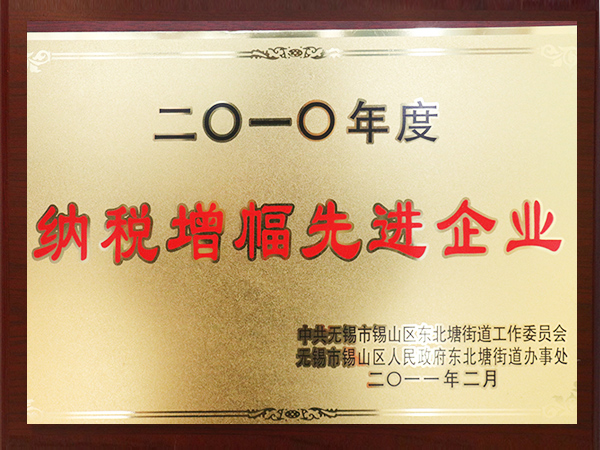 二〇一〇年度
纳税增幅先进企业
中共无锡市锡山区东北塘街道工作委员会
无锡市锡山区人民政府东北塘街道办事处
二〇一一年二月